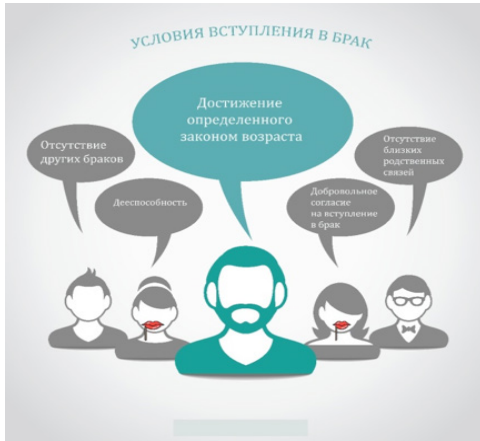 УСЛОВИЯ ВСТУПЛЕНИЯ В БРАК
Достижение
определенного
законом возраста
Отсутствие
других браков
Дееспособность
Добровольное
согласие
на вступление
в брак
Отсутствие
близких
родственных
связей